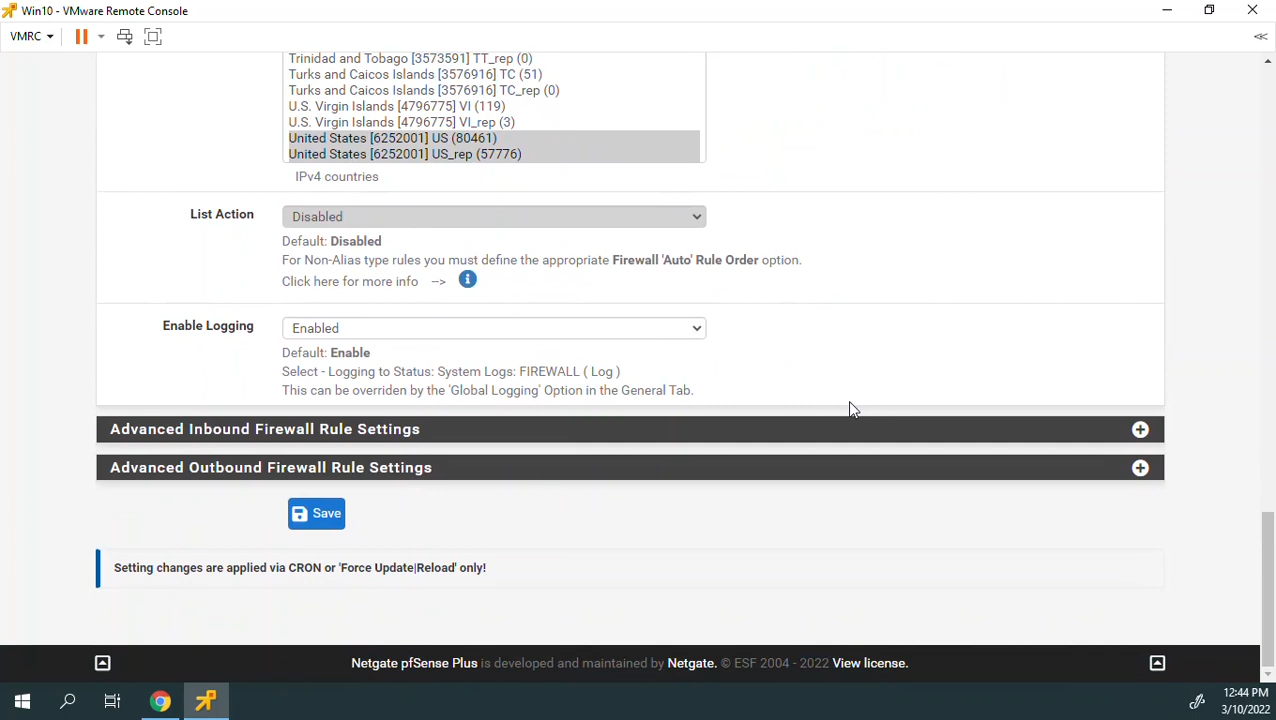 Win10 - VMware Remote Console
VMRC
Trinidad and Tobago [3573591] TT_rep (0)
Turks and Caicos Islands [3576916] TC (51)
Turks and Caicos Islands [3576916] TC_rep (0)
U.S. Virgin Islands [4796775] VI (119)
U.S. Virgin Islands [4796775] VI_rep (3)
United States [6252001] US (80461)
United States [6252001] US_rep (57776)
IPv4 countries
List Action
Disabled
Default: Disabled
For Non-Alias type rules you must define the appropriate Firewall 'Auto' Rule Order option.
Click here for more info -->
Enable Logging
Enabled
Default: Enable
Select - Logging to Status: System Logs: FIREWALL ( Log )
This can be overriden by the 'Global Logging' Option in the General Tab.
Advanced Inbound Firewall Rule Settings
Advanced Outbound Firewall Rule Settings
Save
Setting changes are applied via CRON or 'Force Update|Reload' only!
Netgate pfSense Plus is developed and maintained by Netgate. © ESF 2004 - 2022 View license.
12:44 PM
3/10/2022